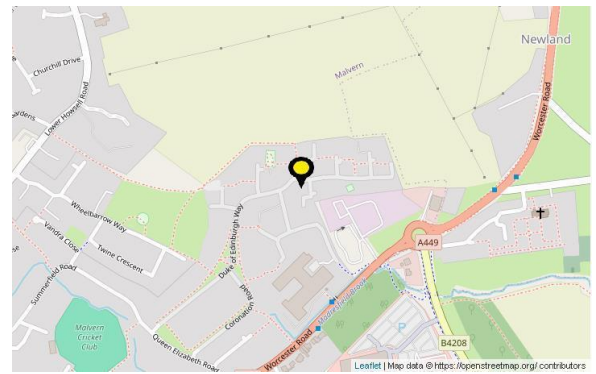 Newland
Malvern
Churchill Drive
Lower Howsell Road
ardens
Worcester Road
Wheelbarrow Way
Vandra Close
Twine Crescent
Summerfield Road
Duke of Edinburgh Way
Coronation Road
A449
Malvern
Cricket
Club
Queen Elizabeth Road
Worcester Road
P
B4208
Leaflet | Map data © https://openstreetmap.org/ contributors